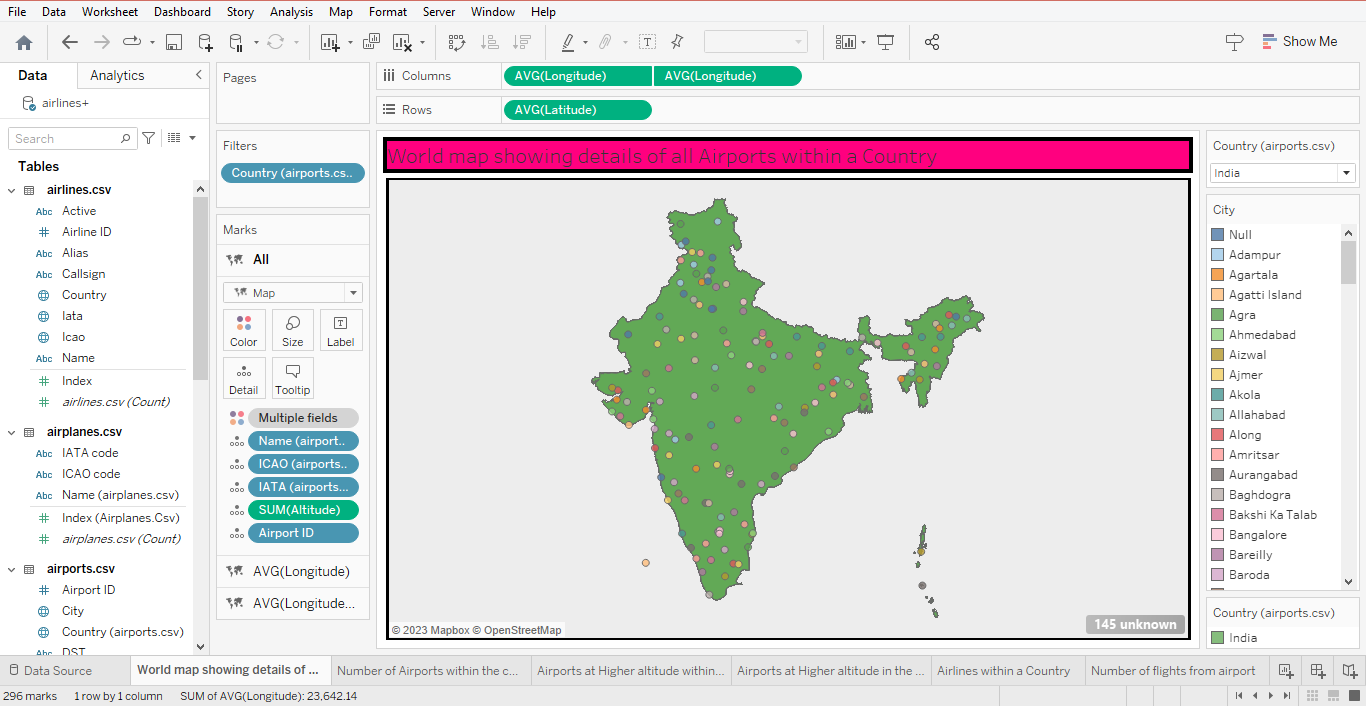 File Data Worksheet Dashboard Story Analysis Map Format Server Window Help
Show Me
Data Analytics
airlines+
Search
Tables
airlines.csv
Abc Active
Airline ID
Abc Alias
Abc Callsign
Country
Iata
Icao
Abc Name
Index
airlines.csv (Count)
airplanes.csv
Abc IATA code
Abc ICAO code
Abc Name (airplanes.csv)
Index (Airplanes.Csv)
airplanes.csv (Count)
airports.csv
Airport ID
City
Country (airports.csv)
Abc DST
Pages
Filters
Country (airports.cs..
Marks
All
Map
Color Size Label
Detail Tooltip
Multiple fields
Name (airport..
ICAO (airports..
IATA (airports...
SUM(Altitude)
Airport ID
AVG(Longitude)
AVG(Longitude...
Columns AVG(Longitude) AVG(Longitude)
Rows AVG(Latitude)
World map showing details of all Airports within a Country
© 2023 Mapbox © OpenStreetMap
145 unknown
Country (airports.csv)
India
City
Null
Adampur
Agartala
Agatti Island
Agra
Ahmedabad
Aizwal
Ajmer
Akola
Allahabad
Along
Amritsar
Aurangabad
Baghdogra
Bakshi Ka Talab
Bangalore
Bareilly
Baroda
Country (airports.csv)
India
Data Source World map showing details of ... Number of Airports within the c... Airports at Higher altitude within... Airports at Higher altitude in the ... Airlines within a Country Number of flights from airport
296 marks 1 row by 1 column SUM of AVG(Longitude): 23,642.14